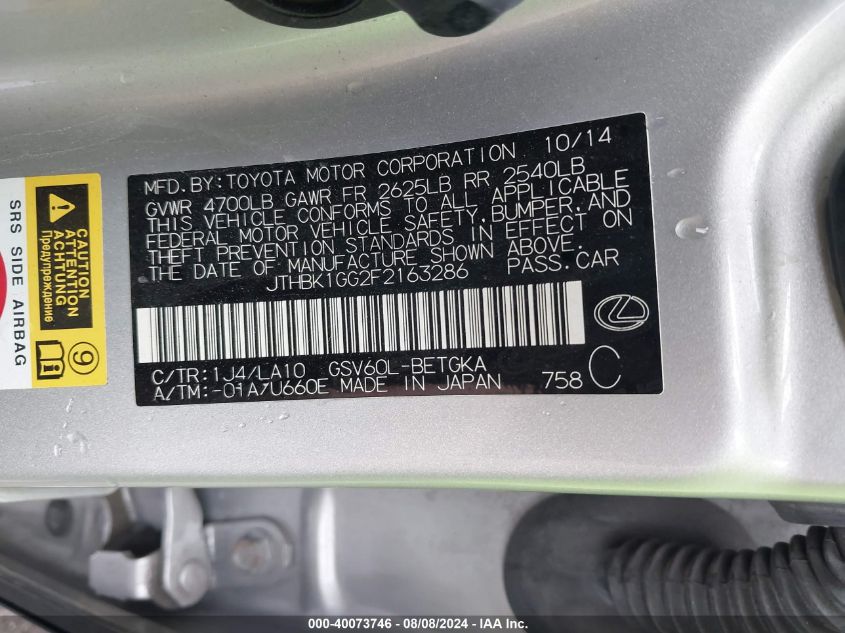 MFD.BY:TOYOTA MOTOR CORPORATION 10/14
GVWR 4700LB GAWR FR 2625LB RR 2540LB
THIS VEHICLE CONFORMS TO ALL APPLICABLE
FEDERAL MOTOR VEHICLE SAFETY,BUMPER,AND
THEFT PREVENTION STANDARDS IN EFFECT ON
THE DATE OF MANUFACTURE SHOWN ABOVE.
JTHBK1GG2F2163286 PASS.CAR
C/TR:1J4/LA10 GSV60L-BETGKA
A/TM:-01A/U660E MADE IN JAPAN 758 C
SRS SIDE AIRBAG
CAUTION
ATTENTION
ACHTUNG
Предупреждение
9
000-40073746 - 08/08/2024 - IAA Inc.